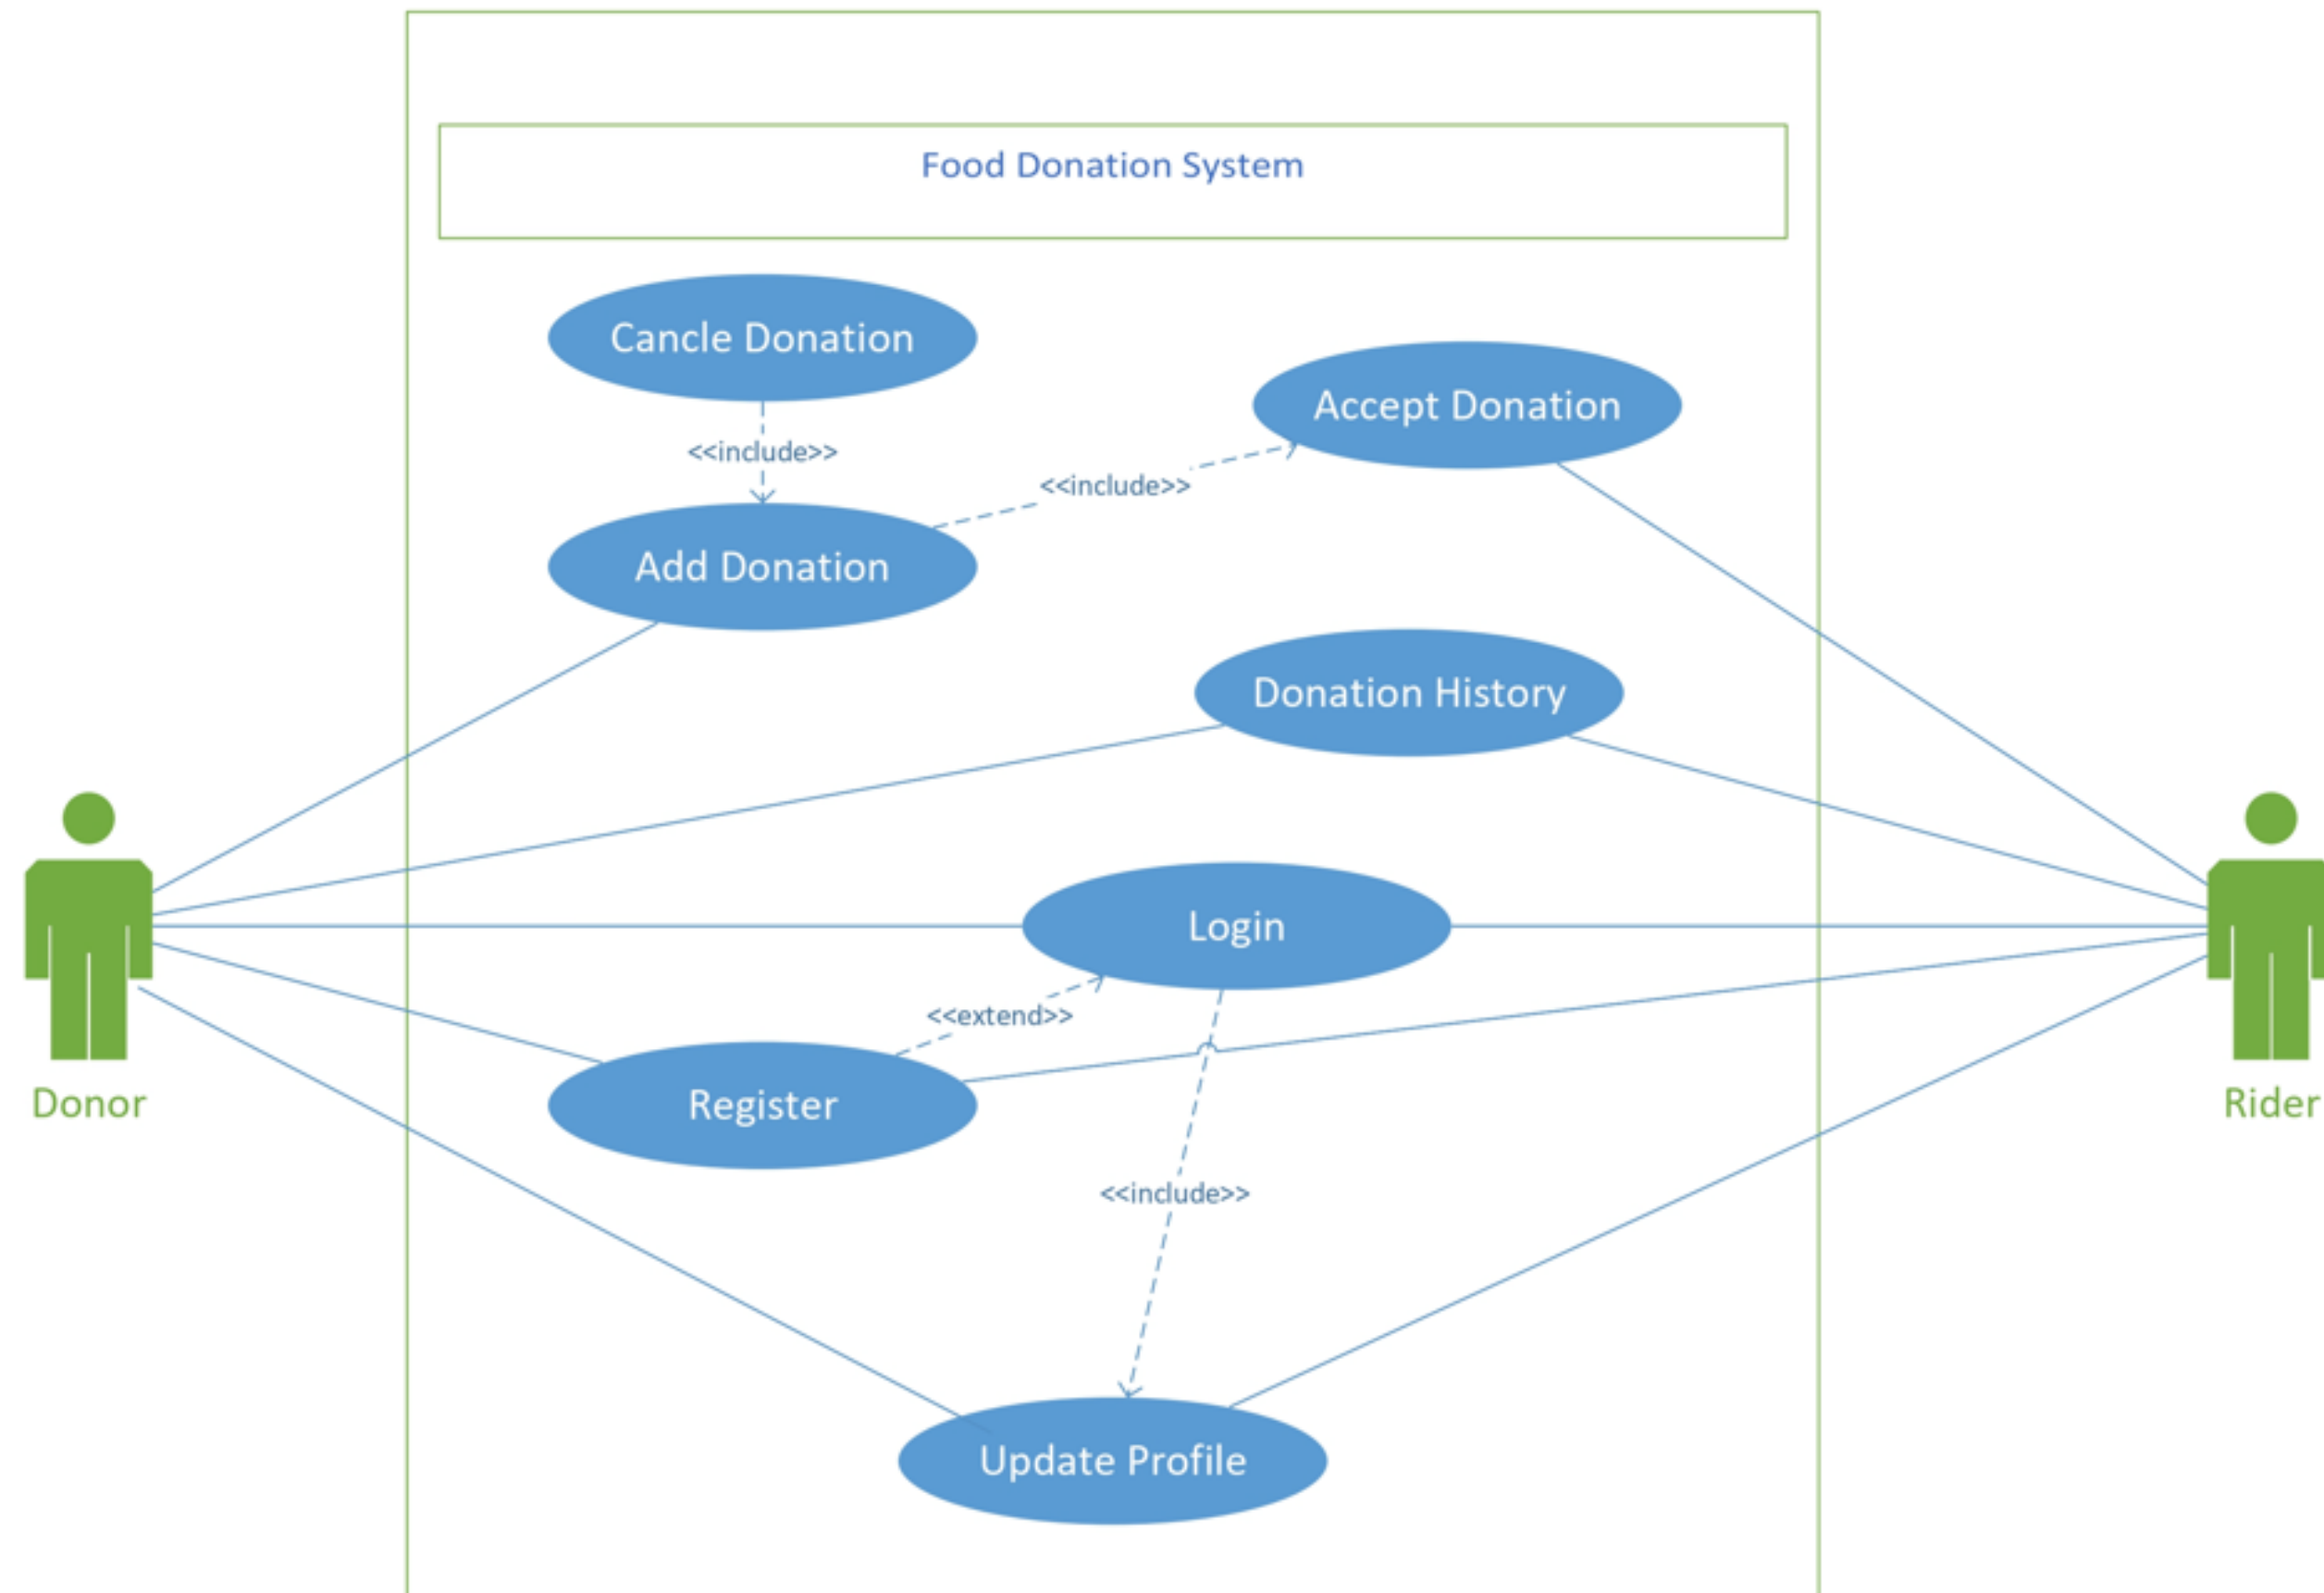 Food Donation System
Cancle Donation
Accept Donation
<<include>>
<<include>>
Add Donation
Donation History
Login
<<extend>>
Register
Donor
Rider
<<include>>
Update Profile